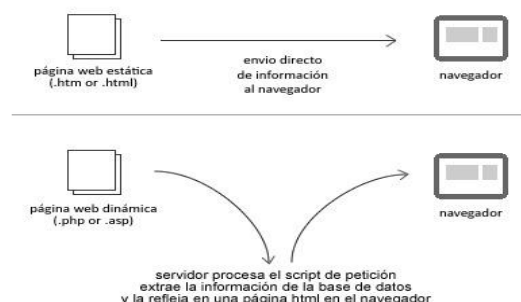 página web estática
(.htm or .html)
envio directo
de información
al navegador
navegador
página web dinámica
(.php or .asp)
navegador
servidor procesa el script de petición
extrae la información de la base de datos
y la refleja en una página html en el navegador